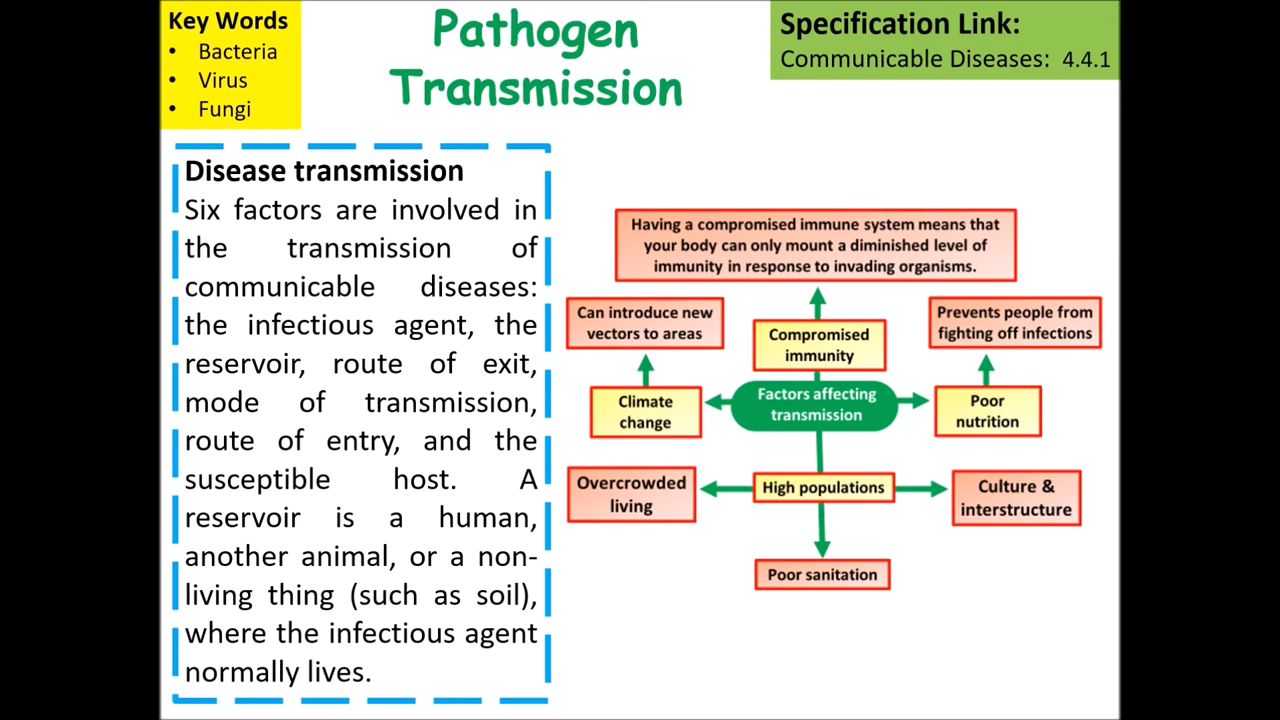 Key Words
• Bacteria
• Virus
• Fungi
Pathogen
Transmission
Specification Link:
Communicable Diseases: 4.4.1
Disease transmission
Six factors are involved in
the transmission of
communicable diseases:
the infectious agent, the
reservoir, route of exit,
mode of transmission,
route of entry, and the
susceptible host. A
reservoir is a human,
another animal, or a non-
living thing (such as soil),
where the infectious agent
normally lives.
Having a compromised immune system means that
your body can only mount a diminished level of
immunity in response to invading organisms.
Can introduce new
vectors to areas
Compromised
immunity
Prevents people from
fighting off infections
Climate
change
Factors affecting
transmission
Poor
nutrition
Overcrowded
living
High populations
Culture &
interstructure
Poor sanitation